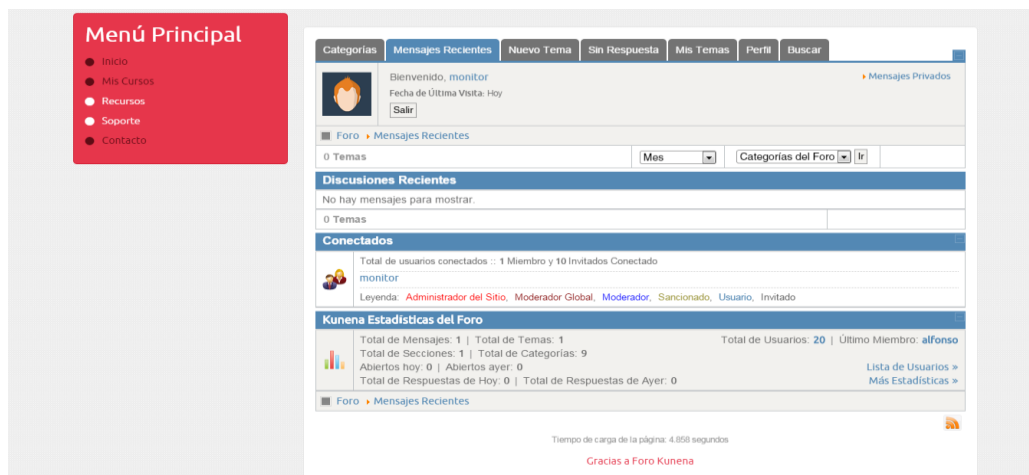 Menú Principal
Inicio
Mis Cursos
Recursos
Soporte
Contacto
Categorías Mensajes Recientes Nuevo Tema Sin Respuesta Mis Temas Perfil Buscar
Bienvenido, monitor Mensajes Privados
Fecha de Última Visita: Hoy
Salir
Foro Mensajes Recientes
0 Temas Mes Categorías del Foro Ir
Discusiones Recientes
No hay mensajes para mostrar.
0 Temas
Conectados
Total de usuarios conectados :: 1 Miembro y 10 Invitados Conectado
monitor
Leyenda: Administrador del Sitio, Moderador Global, Moderador, Sancionado, Usuario, Invitado
Kunena Estadísticas del Foro
Total de Mensajes: 1 | Total de Temas: 1 Total de Usuarios: 20 | Último Miembro: alfonso
Total de Secciones: 1 | Total de Categorías: 9
Abiertos hoy: 0 | Abiertos ayer: 0 Lista de Usuarios »
Total de Respuestas de Hoy: 0 | Total de Respuestas de Ayer: 0 Más Estadísticas »
Foro Mensajes Recientes
Tiempo de carga de la página: 4.858 segundos
Gracias a Foro Kunena